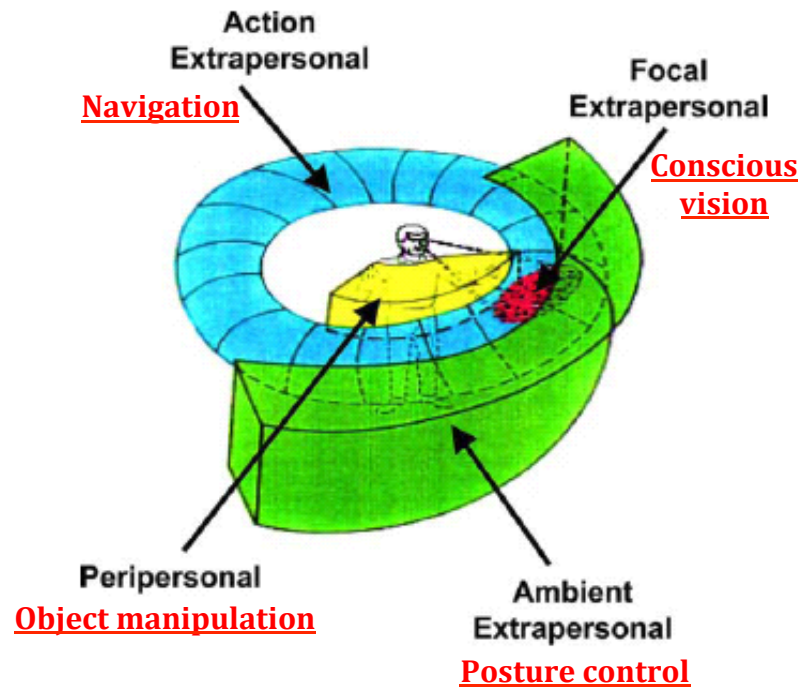 Action
Extrapersonal
Navigation
Focal
Extrapersonal
Conscious
vision
Peripersonal
Object manipulation
Ambient
Extrapersonal
Posture control